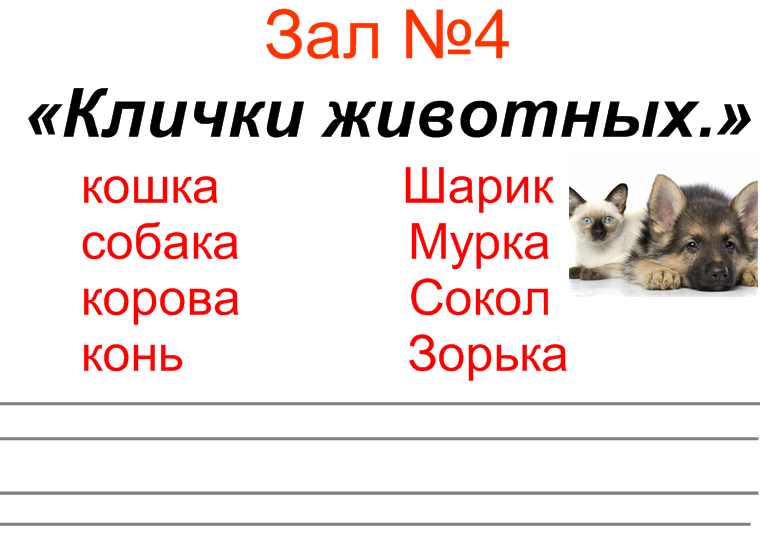 Зал №4
«Клички животных.»
кошка Шарик
собака Мурка
корова Сокол
конь Зорька